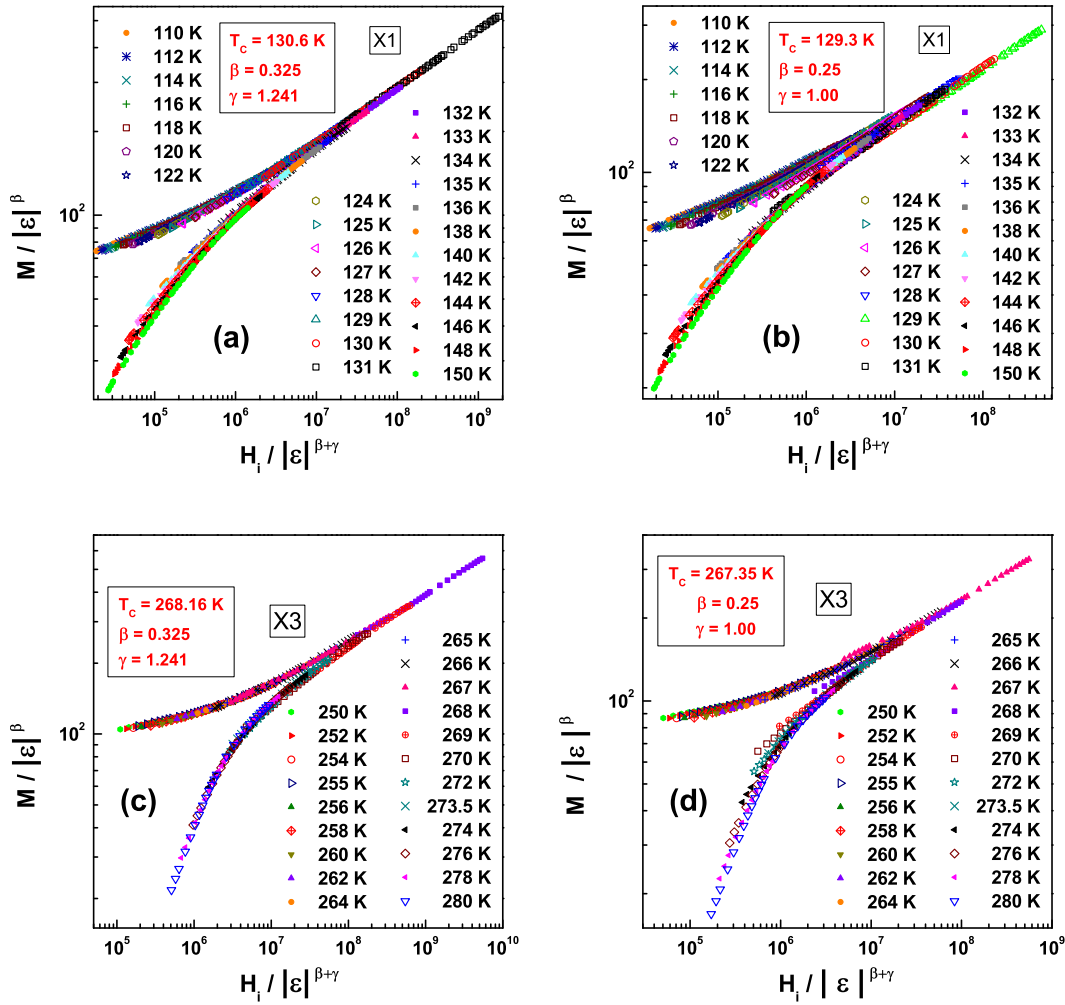 T_C = 130.6 K
β = 0.325
γ = 1.241
X1
110 K
112 K
114 K
116 K
118 K
120 K
122 K
124 K
125 K
126 K
127 K
128 K
129 K
130 K
131 K
132 K
133 K
134 K
135 K
136 K
138 K
140 K
142 K
144 K
146 K
148 K
150 K
(a)
M / |ε|^β
10^2
10^5 10^6 10^7 10^8 10^9
H_i / |ε|^β+γ
T_C = 129.3 K
β = 0.25
γ = 1.00
X1
110 K
112 K
114 K
116 K
118 K
120 K
122 K
124 K
125 K
126 K
127 K
128 K
129 K
130 K
131 K
132 K
133 K
134 K
135 K
136 K
138 K
140 K
142 K
144 K
146 K
148 K
150 K
(b)
M / |ε|^β
10^2
10^5 10^6 10^7 10^8
H_i / |ε|^β+γ
T_C = 268.16 K
β = 0.325
γ = 1.241
X3
250 K
252 K
254 K
255 K
256 K
258 K
260 K
262 K
264 K
265 K
266 K
267 K
268 K
269 K
270 K
272 K
273.5 K
274 K
276 K
278 K
280 K
(c)
M / |ε|^β
10^2
10^5 10^6 10^7 10^8 10^9 10^10
H_i / |ε|^β+γ
T_C = 267.35 K
β = 0.25
γ = 1.00
X3
250 K
252 K
254 K
255 K
256 K
258 K
260 K
262 K
264 K
265 K
266 K
267 K
268 K
269 K
270 K
272 K
273.5 K
274 K
276 K
278 K
280 K
(d)
M / |ε|^β
10^2
10^5 10^6 10^7 10^8 10^9
H_i / |ε|^β+γ